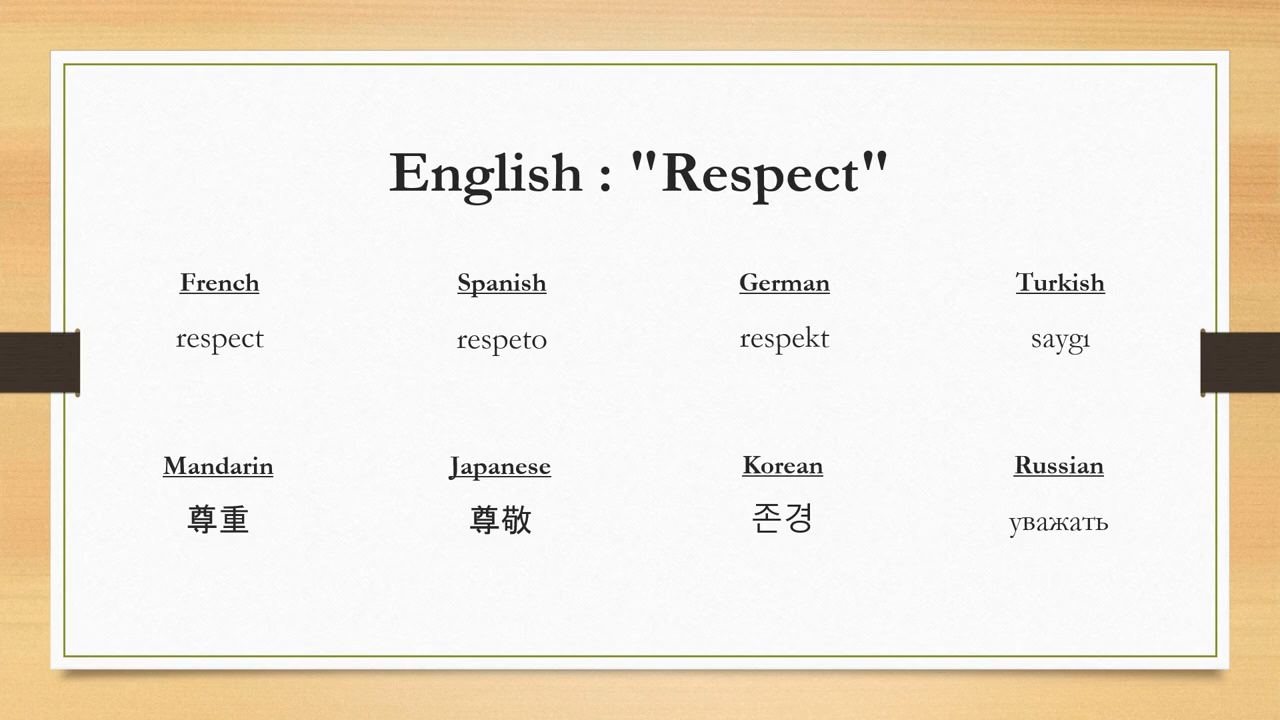 English : "Respect"
French
Spanish
German
Turkish
respect
respeto
respekt
saygı
Mandarin
Japanese
Korean
Russian
尊重
尊敬
존경
уважать